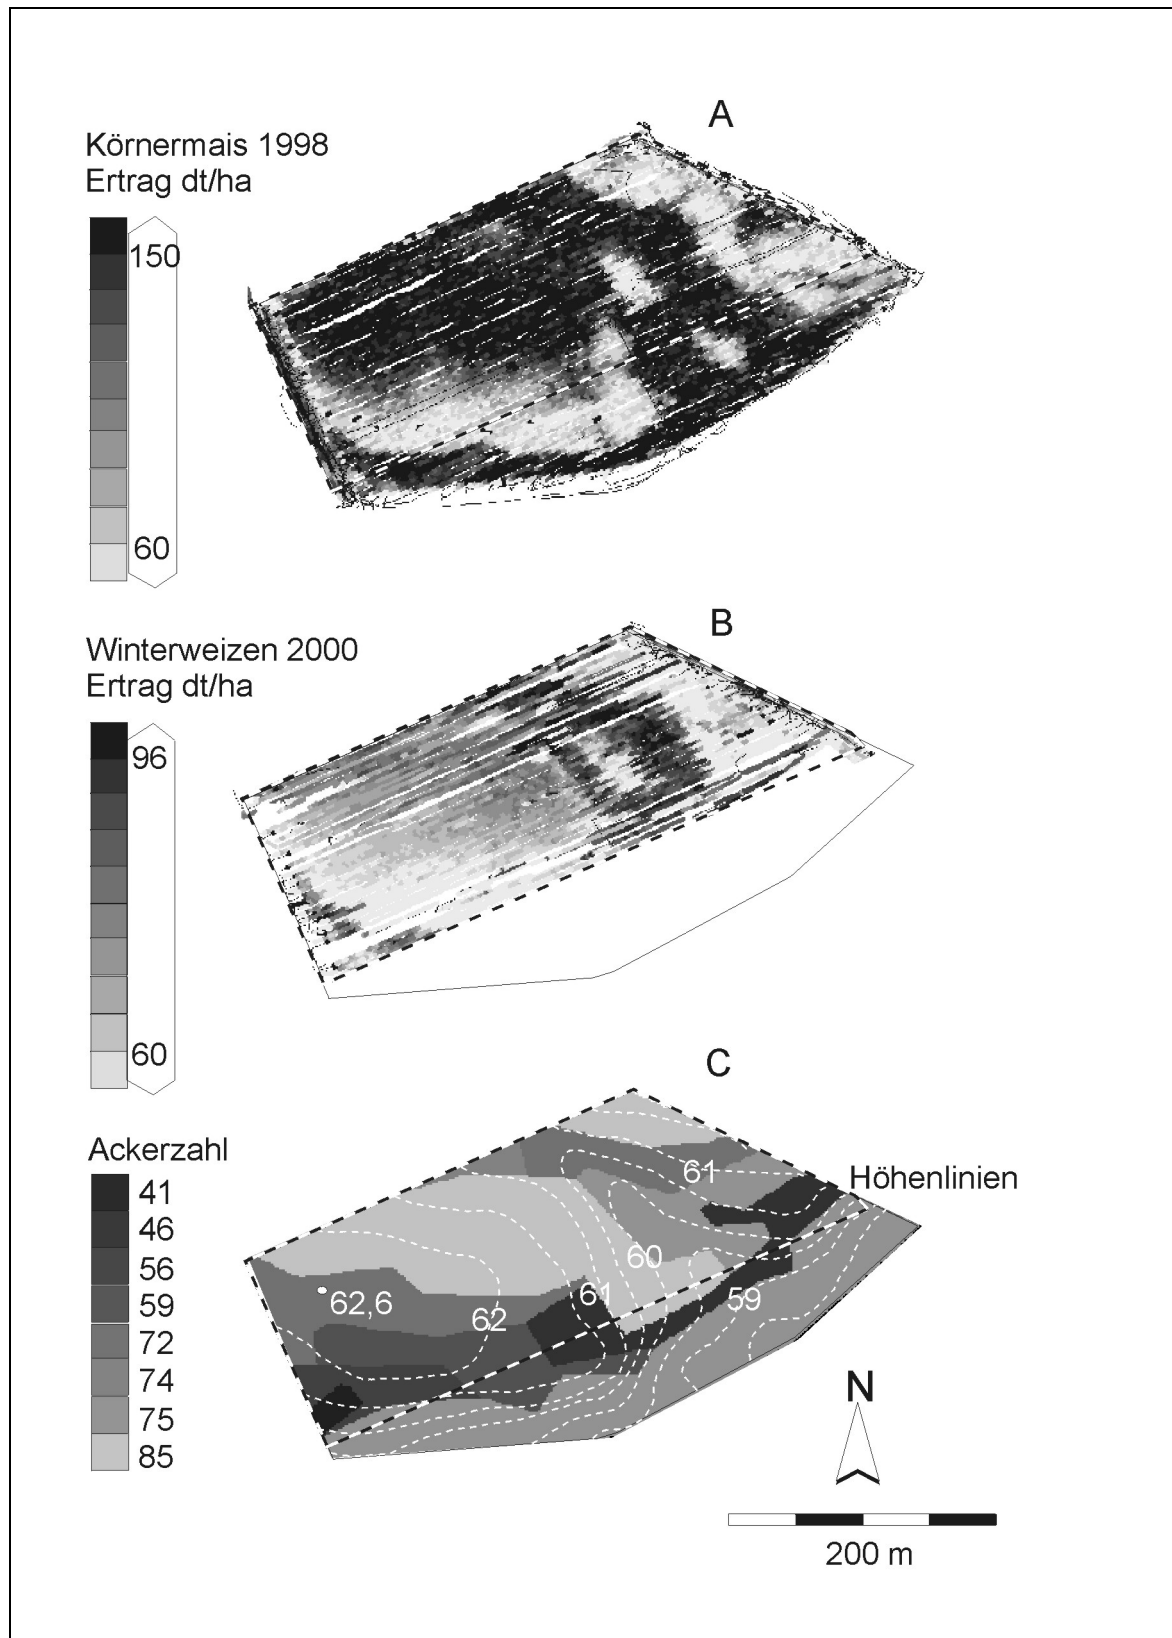 A
Körnermais 1998
Ertrag dt/ha
150
60
B
Winterweizen 2000
Ertrag dt/ha
96
60
C
Ackerzahl
41
46
56
59
72
74
75
85
61
Höhenlinien
60
61
59
62,6
62
N
200 m